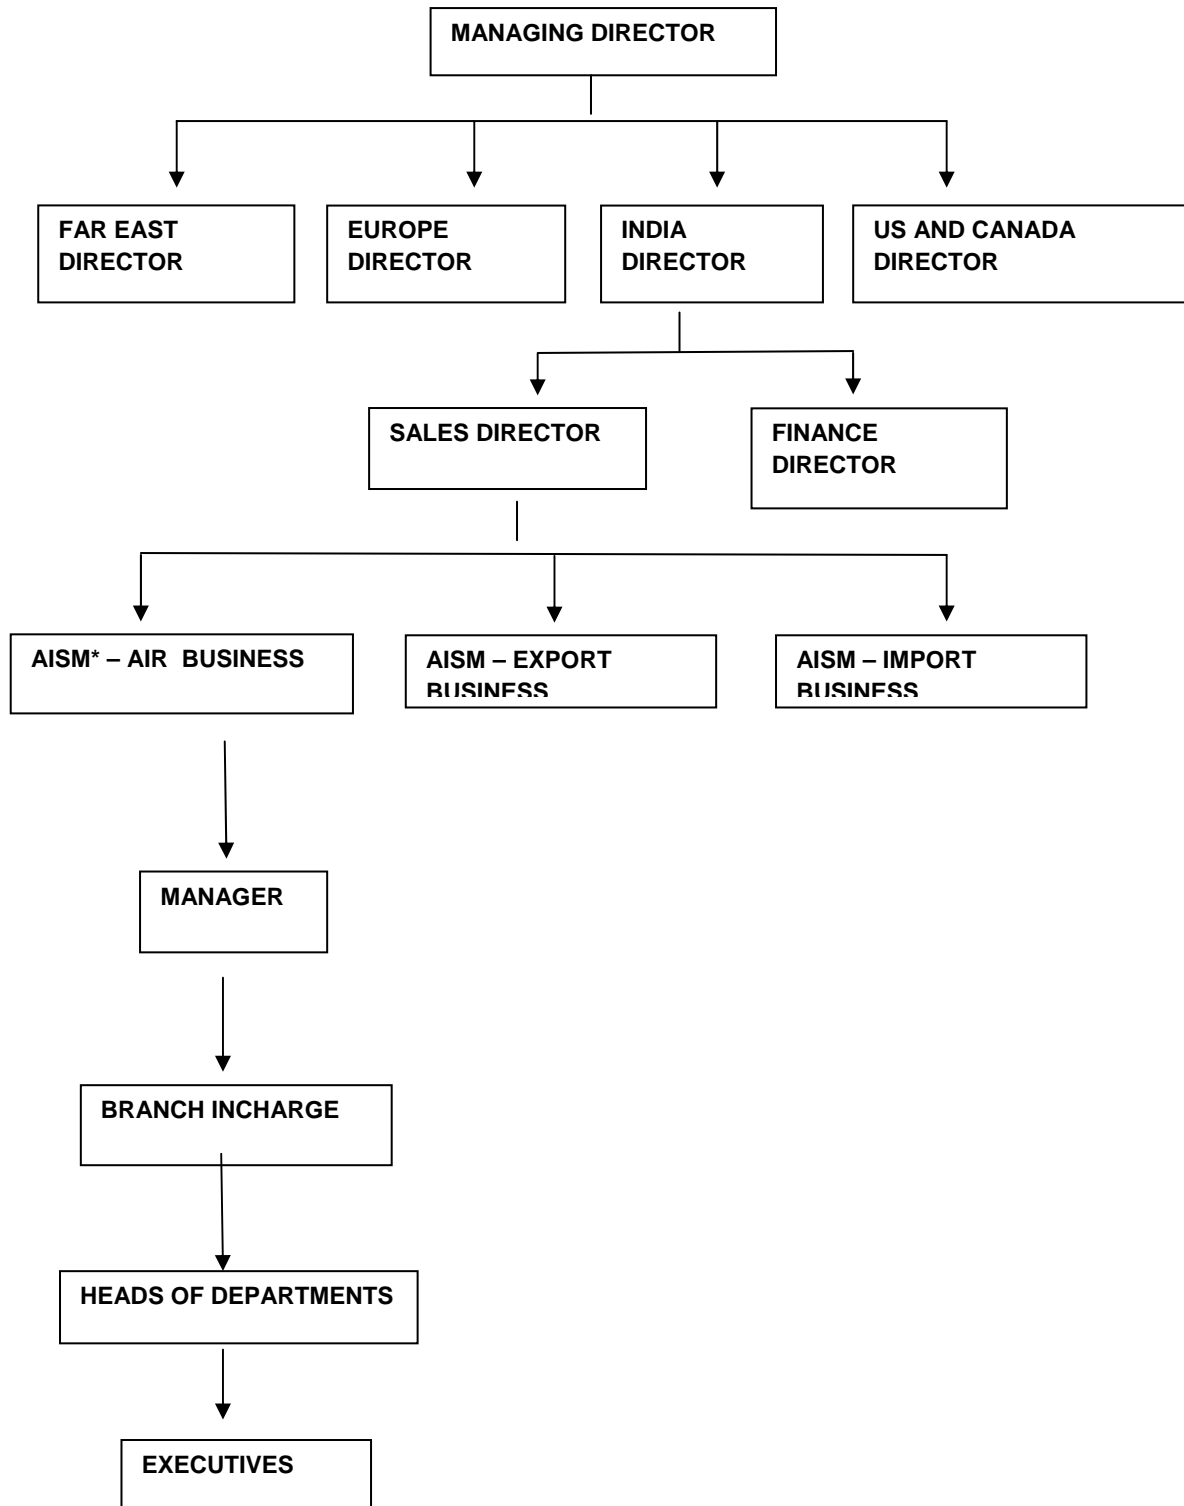 MANAGING DIRECTOR
FAR EAST
DIRECTOR
EUROPE
DIRECTOR
INDIA
DIRECTOR
US AND CANADA
DIRECTOR
SALES DIRECTOR
FINANCE
DIRECTOR
AISM* – AIR BUSINESS
AISM – EXPORT
BUSINESS
AISM – IMPORT
BUSINESS
MANAGER
BRANCH INCHARGE
HEADS OF DEPARTMENTS
EXECUTIVES